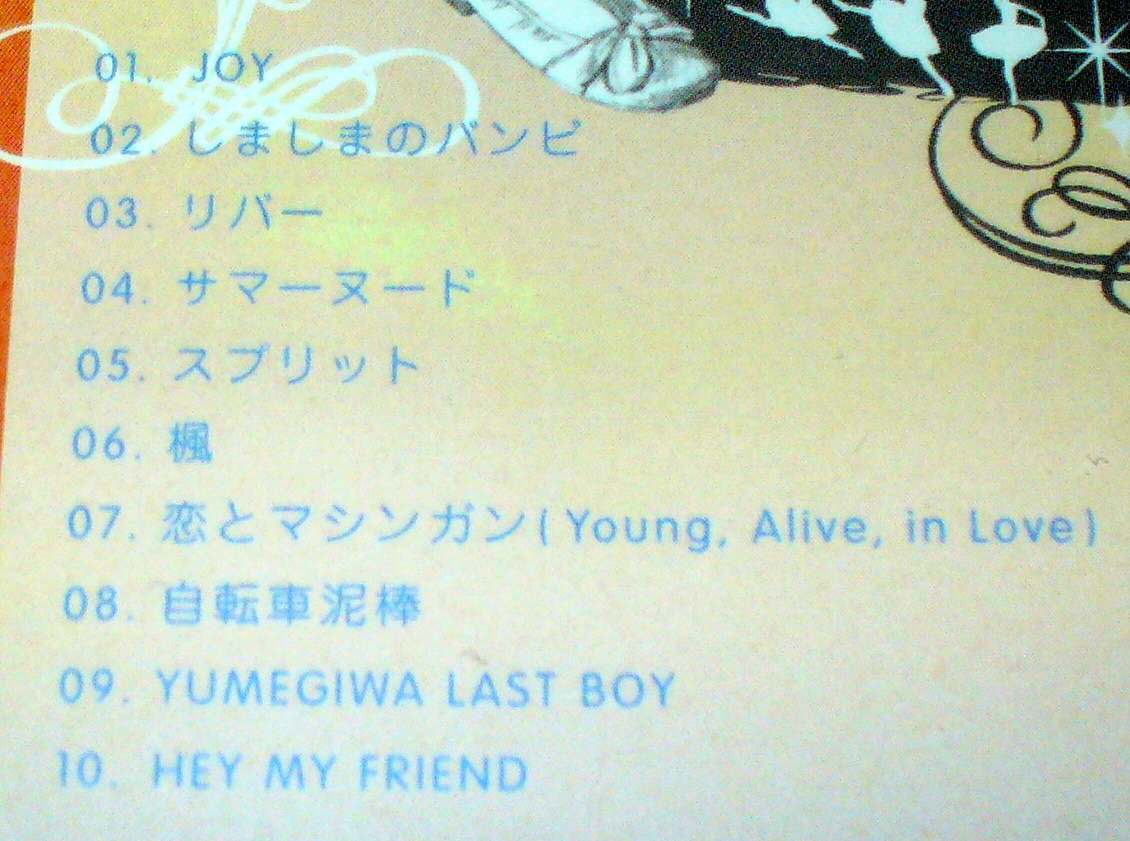 01. JOY
02. しましまのバンビ
03. リバー
04. サマーヌード
05. スプリット
06. 楓
07. 恋とマシンガン(Young, Alive, in Love)
08. 自転車泥棒
09. YUMEGIWA LAST BOY
10. HEY MY FRIEND